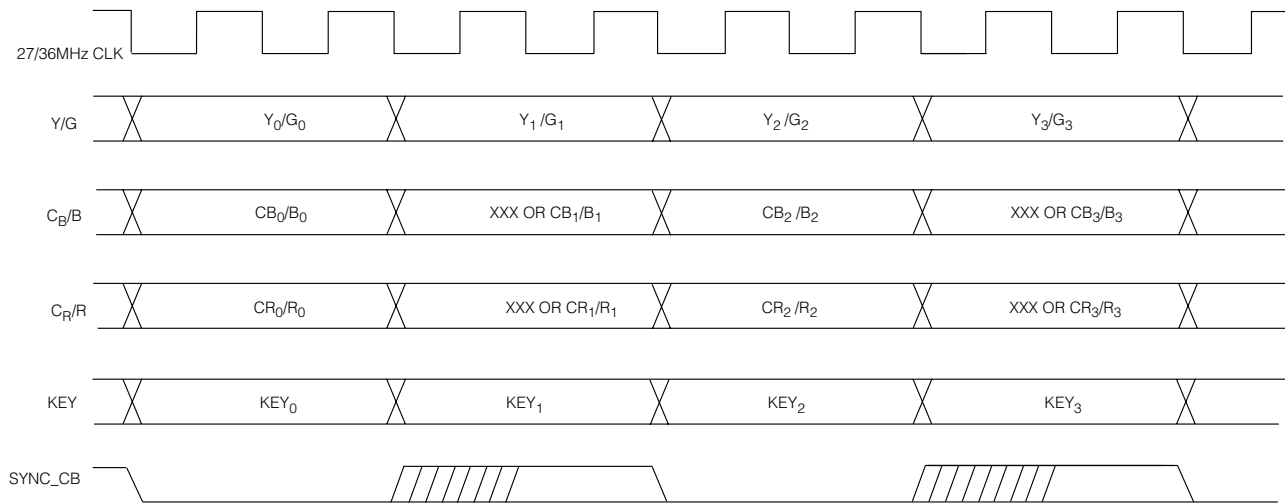 27/36MHz CLK
Y/G Y₀/G₀ Y₁/G₁ Y₂/G₂ Y₃/G₃
C_B/B CB₀/B₀ XXX OR CB₁/B₁ CB₂/B₂ XXX OR CB₃/B₃
C_R/R CR₀/R₀ XXX OR CR₁/R₁ CR₂/R₂ XXX OR CR₃/R₃
KEY KEY₀ KEY₁ KEY₂ KEY₃
SYNC_CB